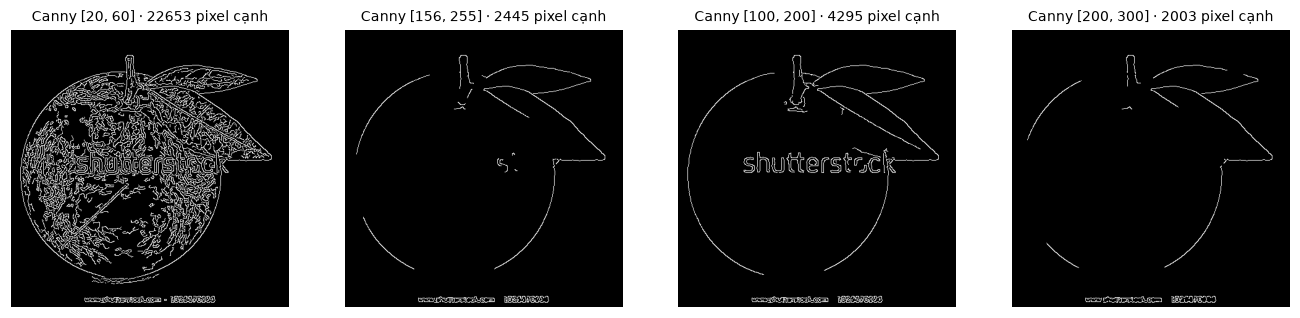 Canny [20, 60] · 22653 pixel cạnh
Canny [156, 255] · 2445 pixel cạnh
Canny [100, 200] · 4295 pixel cạnh
Canny [200, 300] · 2003 pixel cạnh
shutterstock
shutterstock